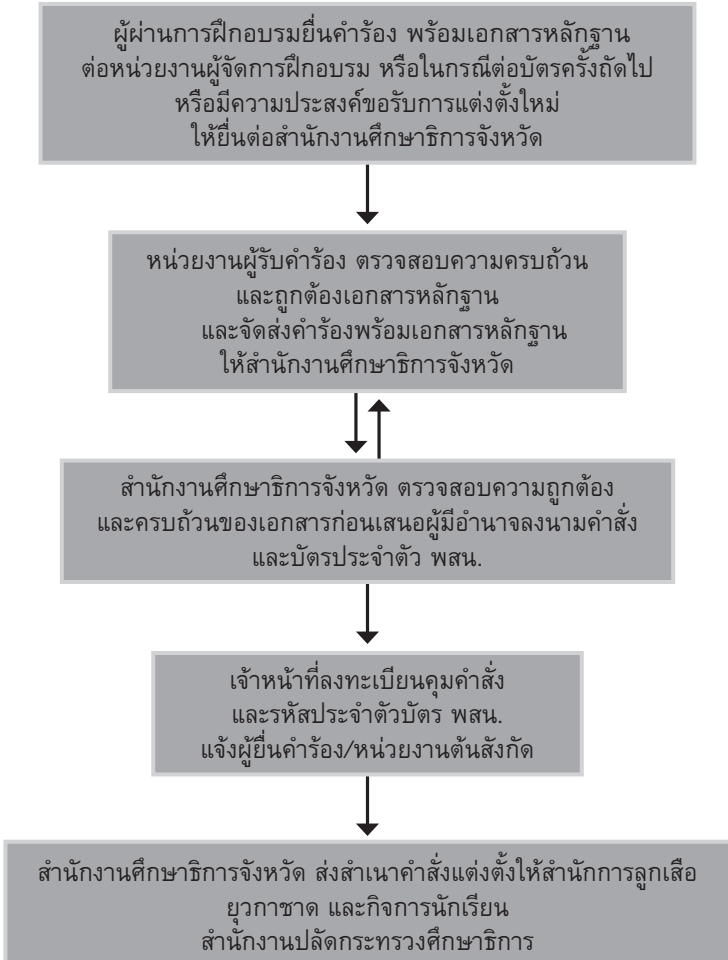 ผู้ผ่านการฝึกอบรมยื่นคำร้อง พร้อมเอกสารหลักฐาน
ต่อหน่วยงานผู้จัดการฝึกอบรม หรือในกรณีต่อบัตรครั้งถัดไป
หรือมีความประสงค์ขอรับการแต่งตั้งใหม่
ให้ยื่นต่อสำนักงานศึกษาธิการจังหวัด
หน่วยงานผู้รับคำร้อง ตรวจสอบความครบถ้วน
และถูกต้องเอกสารหลักฐาน
และจัดส่งคำร้องพร้อมเอกสารหลักฐาน
ให้สำนักงานศึกษาธิการจังหวัด
สำนักงานศึกษาธิการจังหวัด ตรวจสอบความถูกต้อง
และครบถ้วนของเอกสารก่อนเสนอผู้มีอำนาจลงนามคำสั่ง
และบัตรประจำตัว พสน.
เจ้าหน้าที่ลงทะเบียนคุมคำสั่ง
และรหัสประจำตัวบัตร พสน.
แจ้งผู้ยื่นคำร้อง/หน่วยงานต้นสังกัด
สำนักงานศึกษาธิการจังหวัด ส่งสำเนาคำสั่งแต่งตั้งให้สำนักการลูกเสือ
ยุวกาชาด และกิจการนักเรียน
สำนักงานปลัดกระทรวงศึกษาธิการ